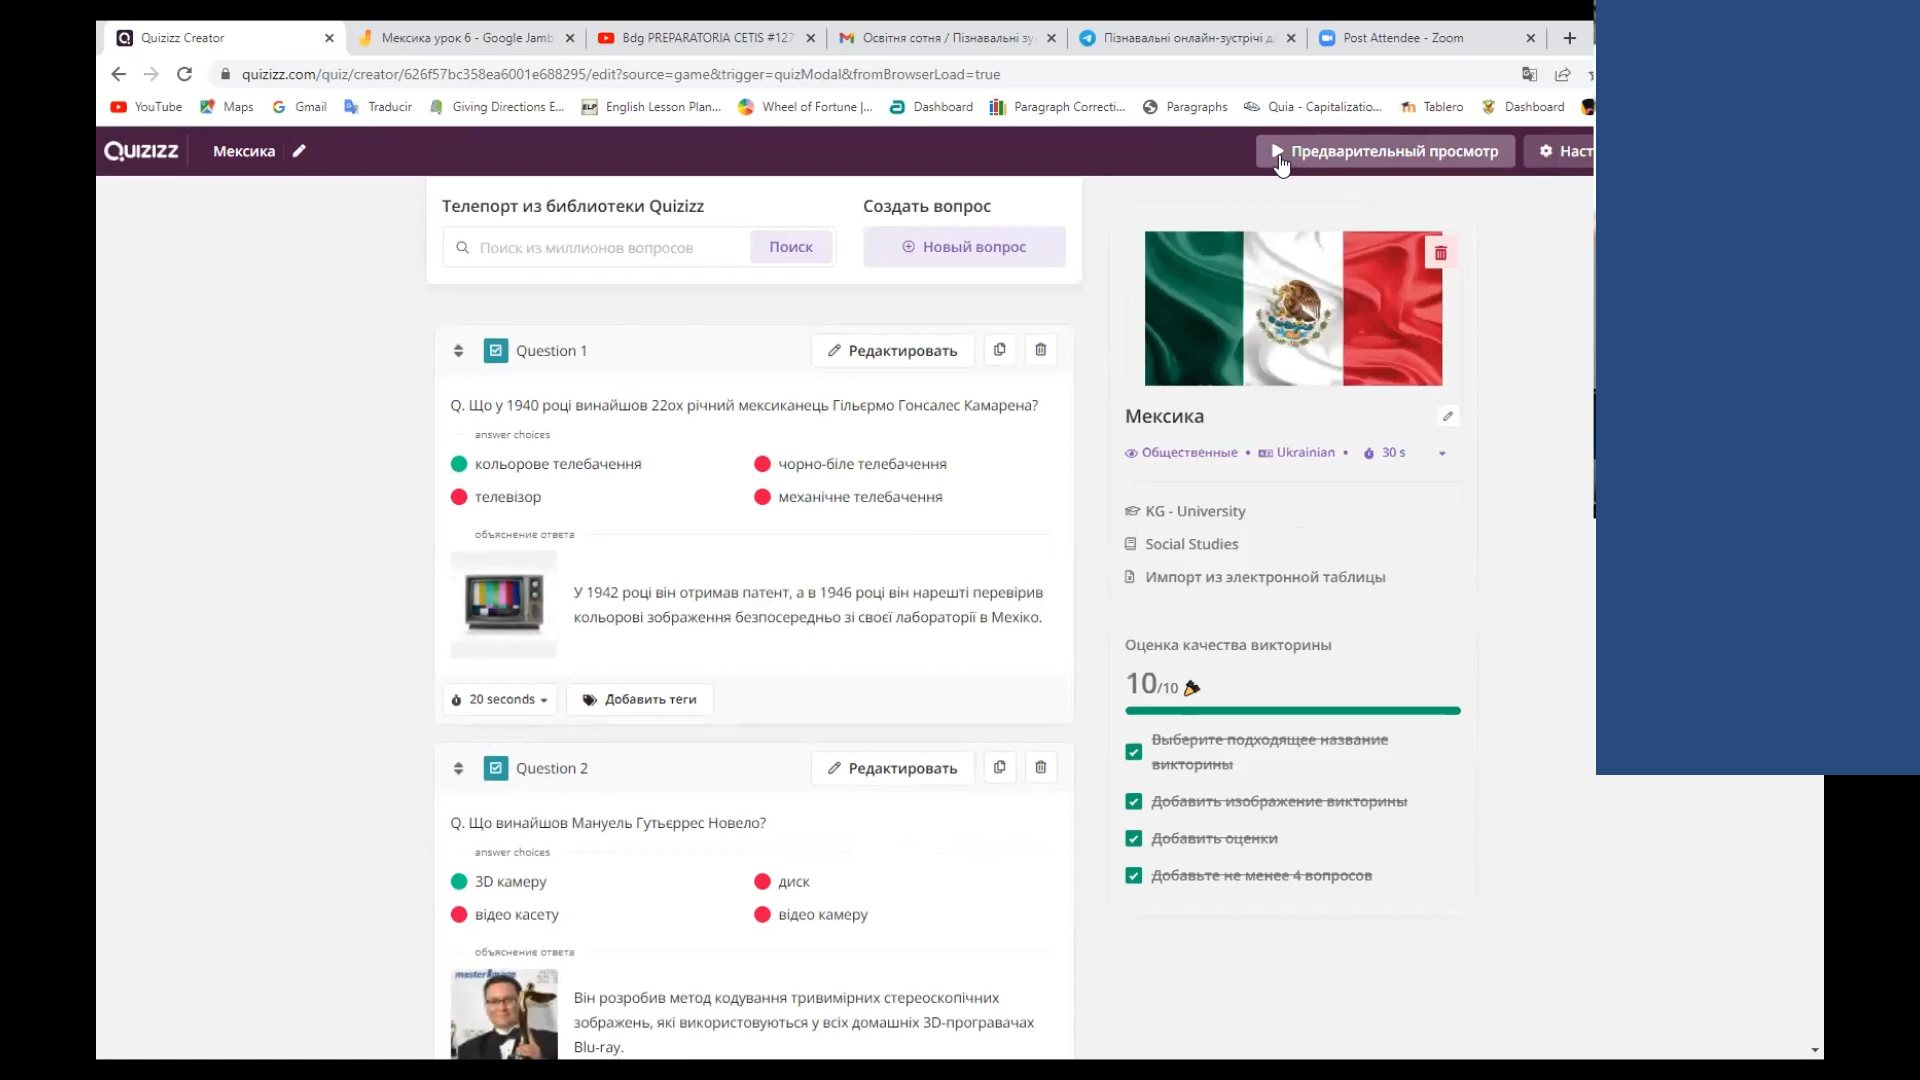 Quizizz Creator
Мексика урок 6 - Google Jamb
Bdg PREPARATORIA CETIS #127
Освітня сотня / Пізнавальні зу
Пізнавальні онлайн-зустрічі д
Post Attendee - Zoom
quizizz.com/quiz/creator/626f57bc358ea6001e688295/edit?source=game&trigger=quizModal&fromBrowserLoad=true
YouTube
Maps
Gmail
Traducir
Giving Directions E...
English Lesson Plan...
Wheel of Fortune |...
Dashboard
Paragraph Correcti...
Paragraphs
Quia - Capitalizatio...
Tablero
Dashboard
QUIZIZZ
Мексика
Предварительный просмотр
Наст
Телепорт из библиотеки Quizizz
Создать вопрос
Поиск из миллионов вопросов
Поиск
Новый вопрос
Question 1
Редактировать
Q. Що у 1940 році винайшов 22ох річний мексиканець Гільєрмо Гонсалес Камарена?
answer choices
кольорове телебачення
чорно-біле телебачення
телевізор
механічне телебачення
объяснение ответа
У 1942 році він отримав патент, а в 1946 році він нарешті перевірив
кольорові зображення безпосередньо зі своєї лабораторії в Мехіко.
20 seconds
Добавить теги
Question 2
Редактировать
Q. Що винайшов Мануель Гутьєррес Новело?
answer choices
3D камеру
диск
відео касету
відео камеру
объяснение ответа
Він розробив метод кодування тривимірних стереоскопічних
зображень, які використовуються у всіх домашніх 3D-програвачах
Blu-ray.
Мексика
Общественные • Ukrainian • 30 s
KG - University
Social Studies
Импорт из электронной таблицы
Оценка качества викторины
10/10
Выберите подходящее название
викторины
Добавить изображение викторины
Добавить оценки
Добавьте не менее 4 вопросов